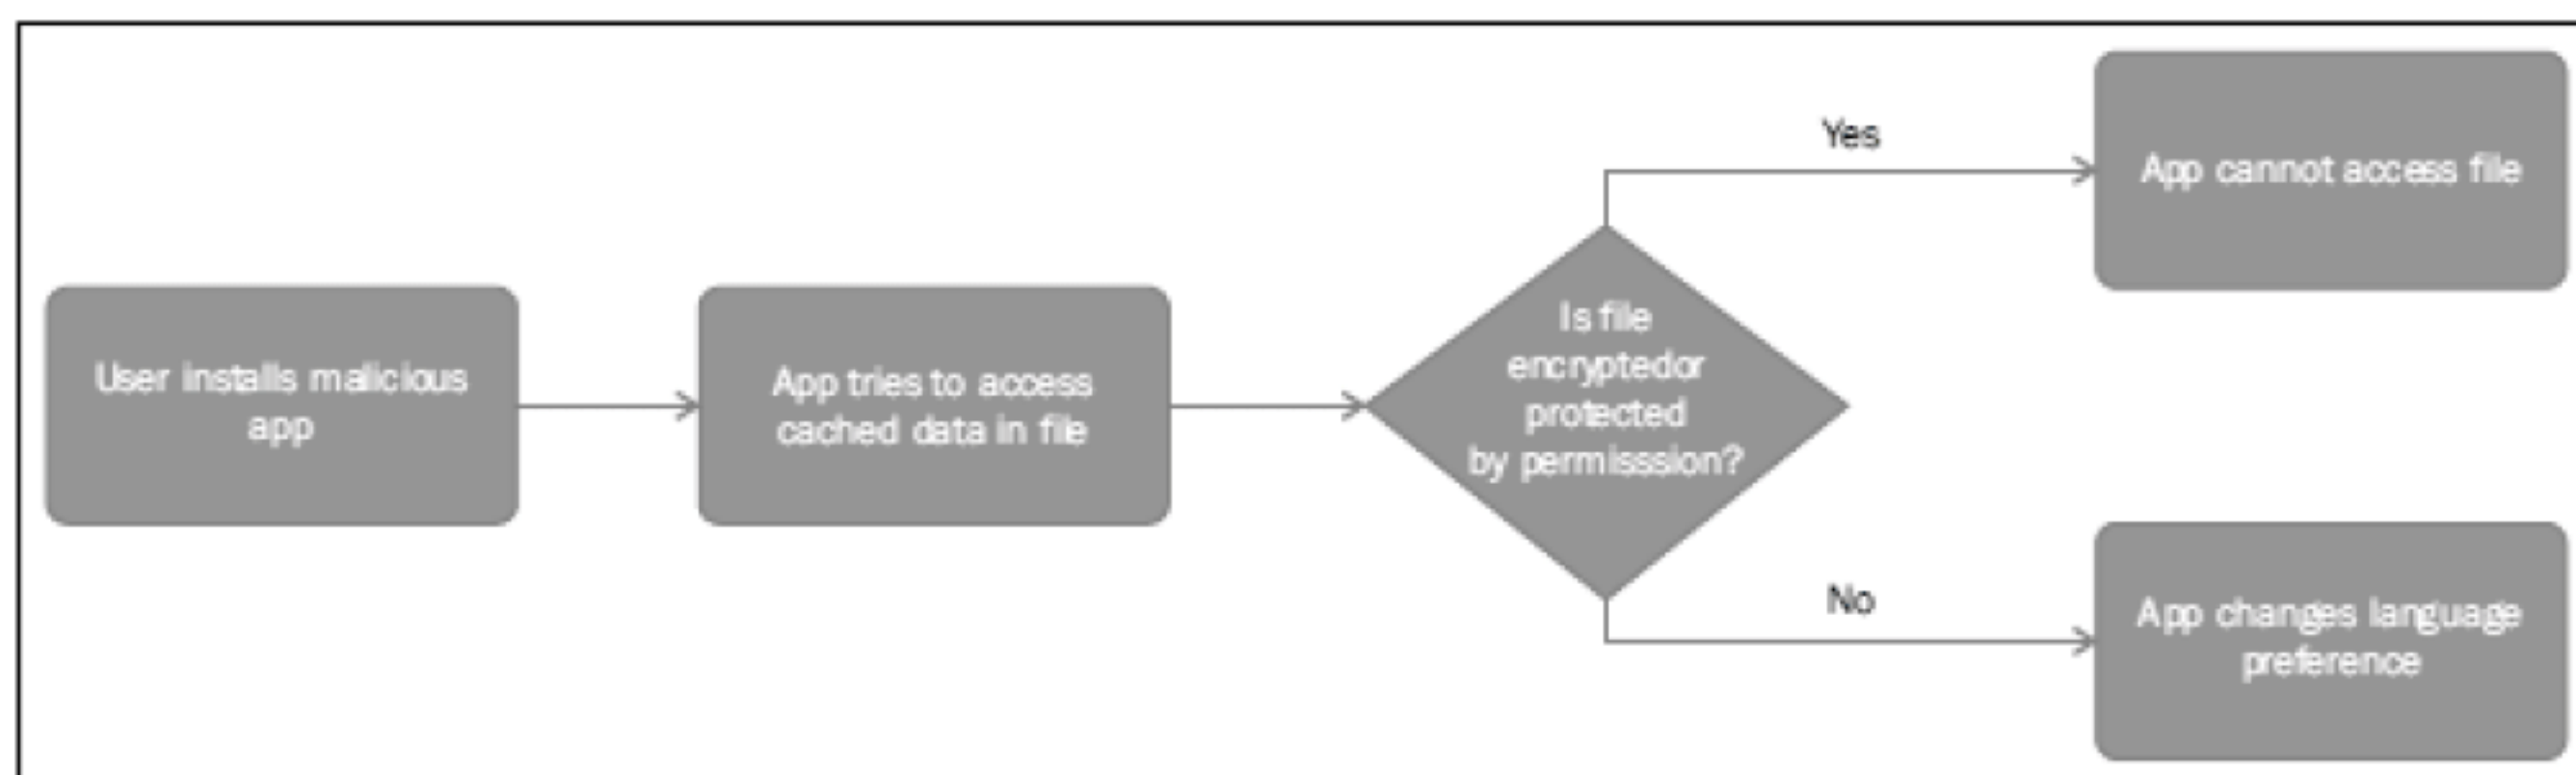 User installs malicious
app
App tries to access
cached data in file
Is file
encryptedor
protected
by permisssion?
Yes
App cannot access file
No
App changes language
preference